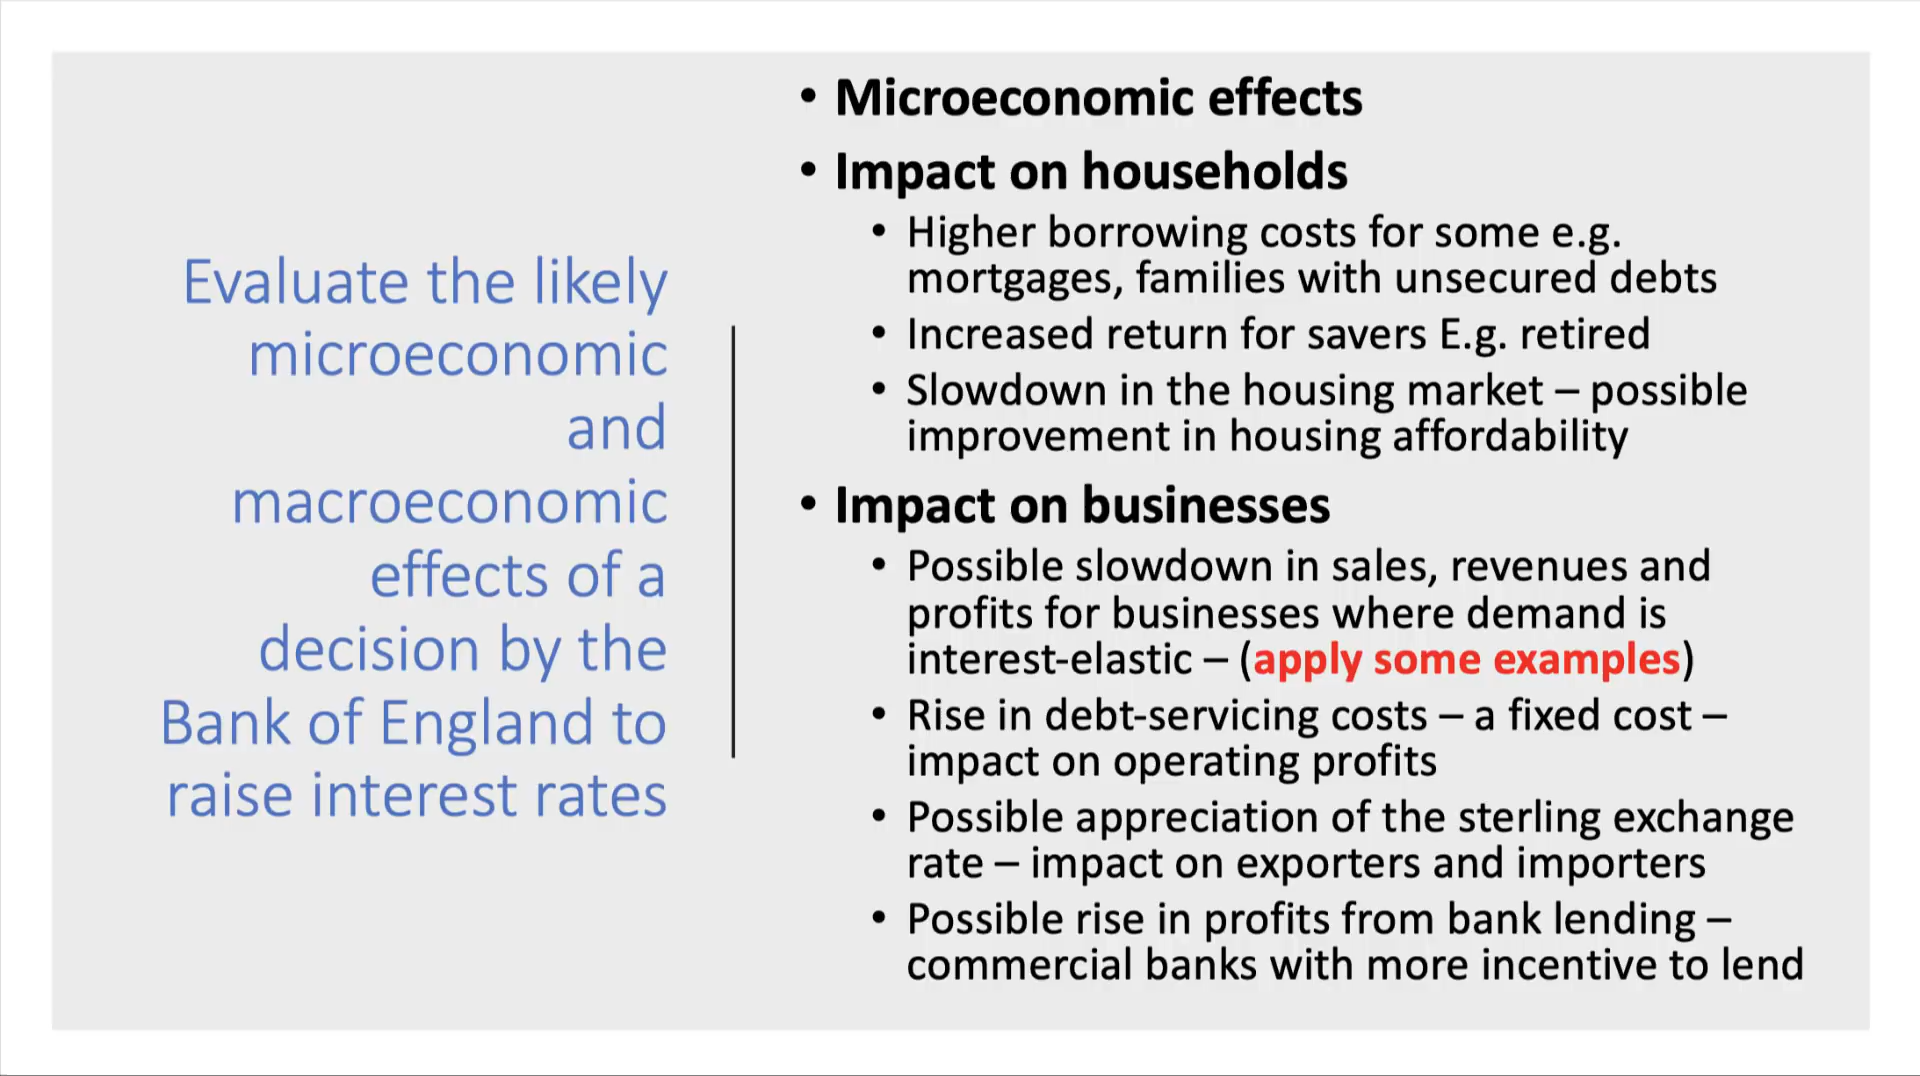 Evaluate the likely
microeconomic
and
macroeconomic
effects of a
decision by the
Bank of England to
raise interest rates
• Microeconomic effects
• Impact on households
• Higher borrowing costs for some e.g.
mortgages, families with unsecured debts
• Increased return for savers E.g. retired
• Slowdown in the housing market – possible
improvement in housing affordability
• Impact on businesses
• Possible slowdown in sales, revenues and
profits for businesses where demand is
interest-elastic – (apply some examples)
• Rise in debt-servicing costs – a fixed cost –
impact on operating profits
• Possible appreciation of the sterling exchange
rate – impact on exporters and importers
• Possible rise in profits from bank lending –
commercial banks with more incentive to lend